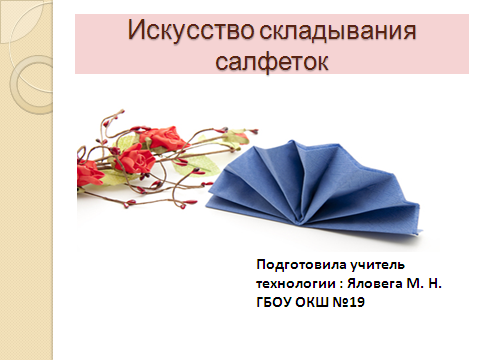 Искусство складывания
салфеток
Подготовила учитель
технологии : Яловега М. Н.
ГБОУ ОКШ №19